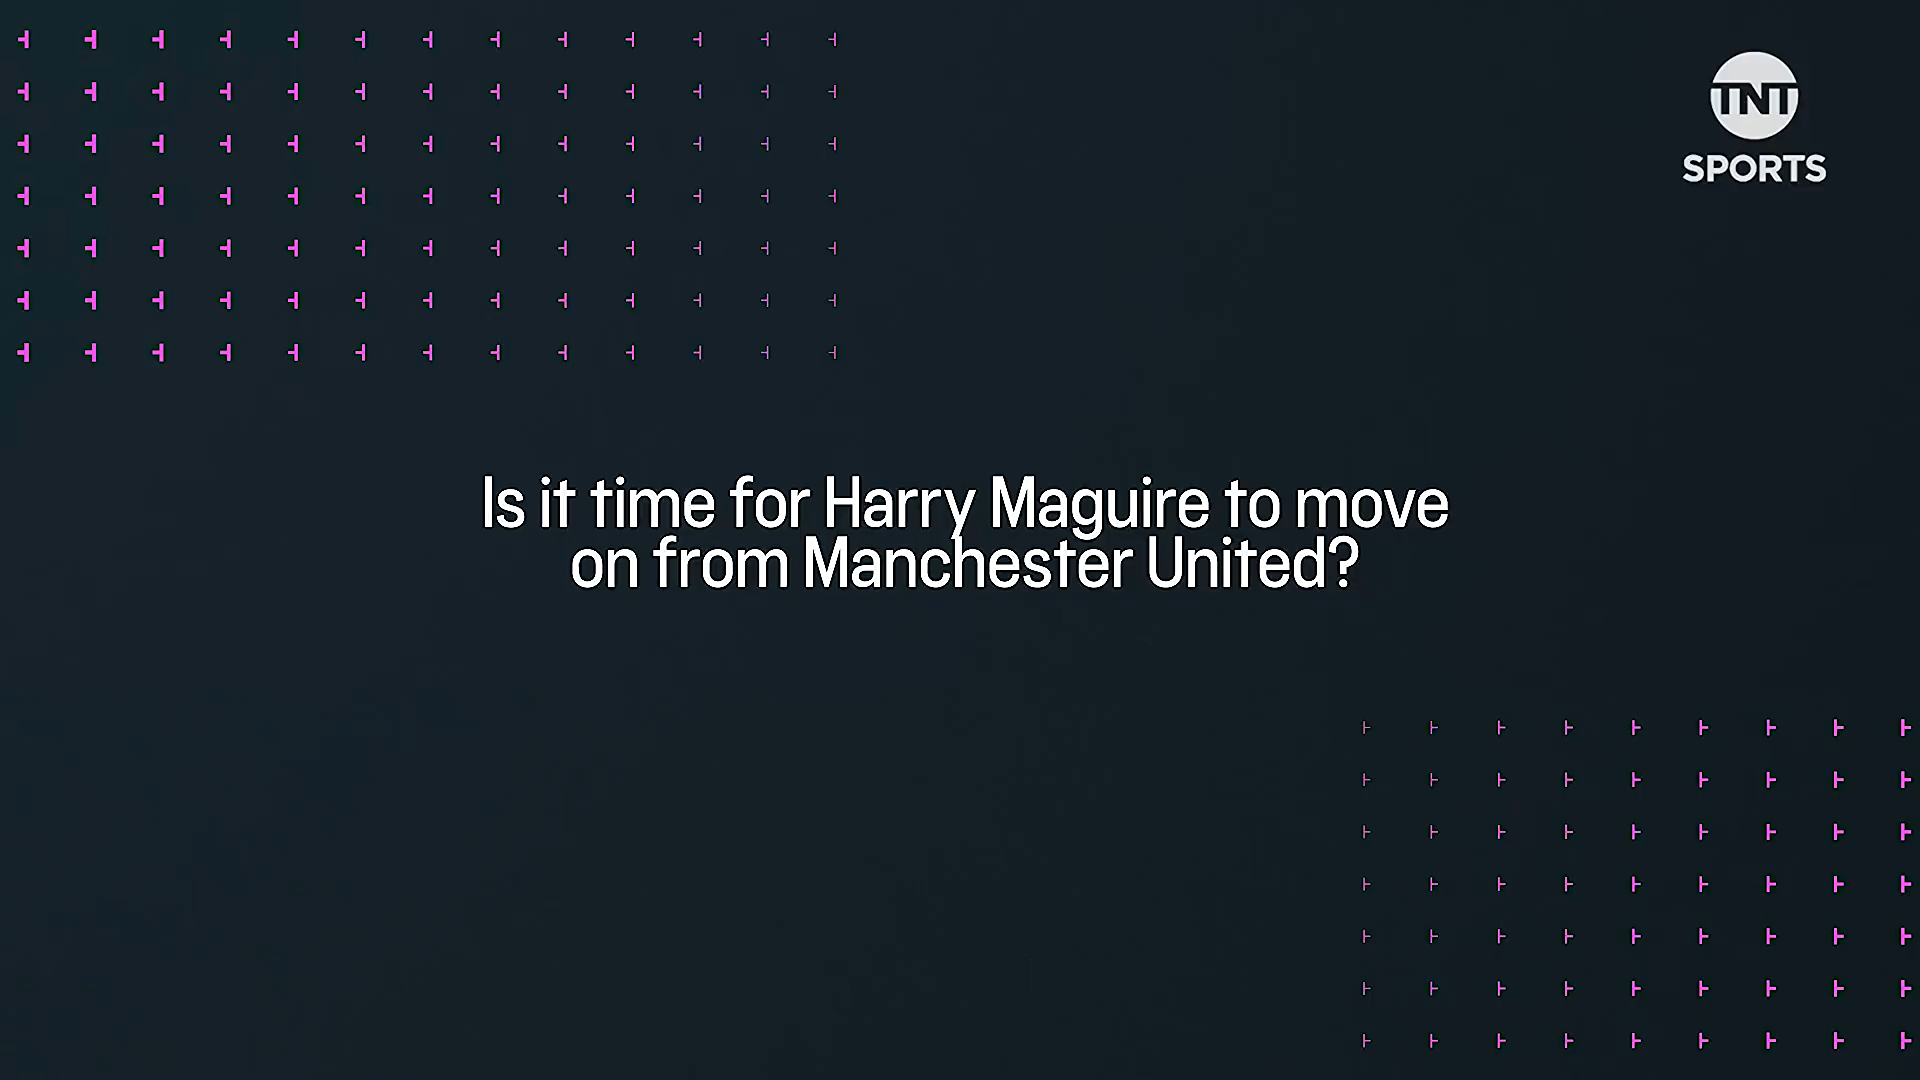 TNT
SPORTS
Is it time for Harry Maguire to move
on from Manchester United?